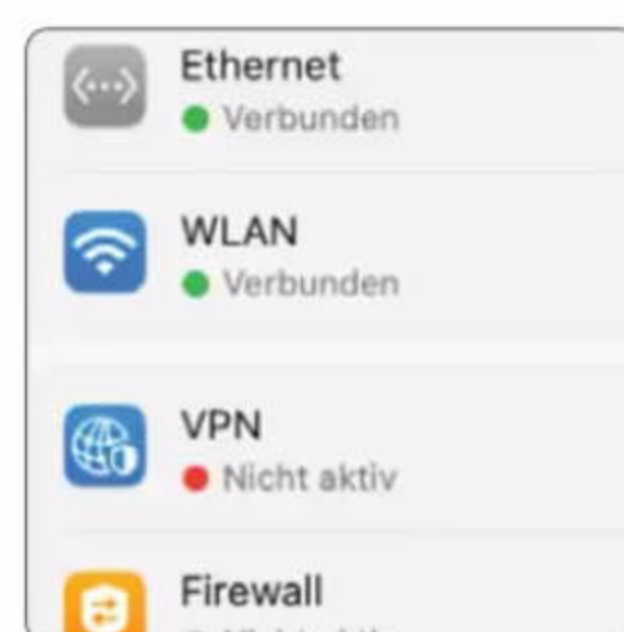 Ethernet
Verbunden
WLAN
Verbunden
VPN
Nicht aktiv
Firewall